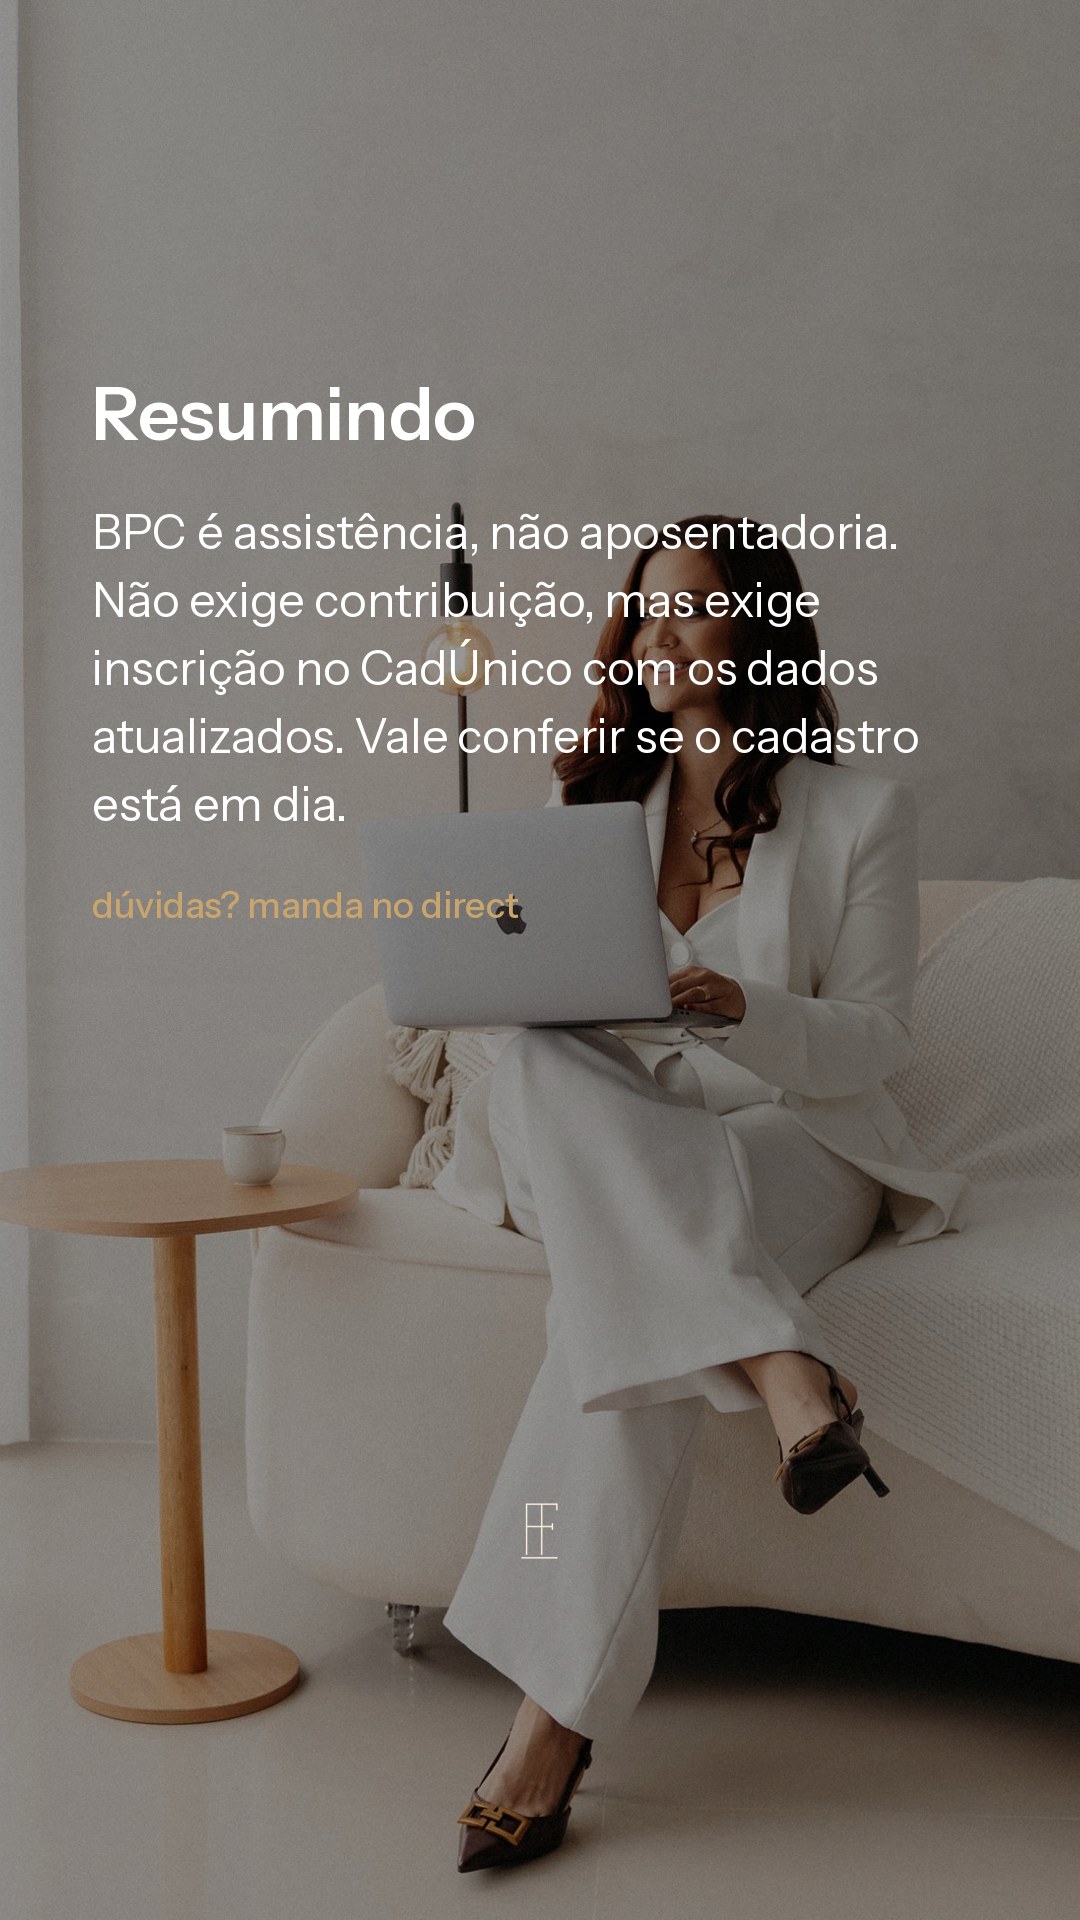 Resumindo
BPC é assistência, não aposentadoria.
Não exige contribuição, mas exige
inscrição no CadÚnico com os dados
atualizados. Vale conferir se o cadastro
está em dia.
dúvidas? manda no direct